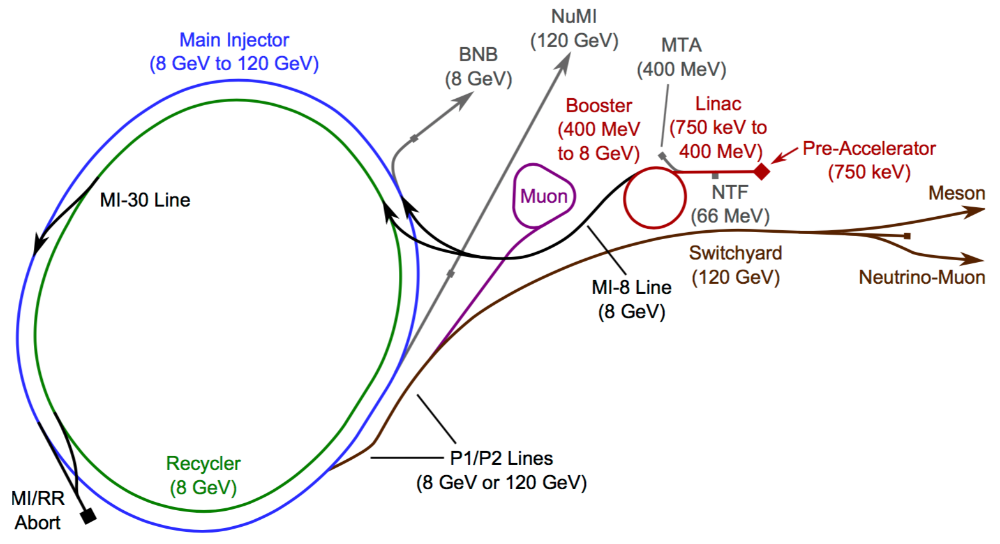 NuMI
(120 GeV)
Main Injector
(8 GeV to 120 GeV)
BNB
(8 GeV)
MTA
(400 MeV)
Booster
(400 MeV
to 8 GeV)
Linac
(750 keV to
400 MeV)
Pre-Accelerator
(750 keV)
MI-30 Line
Muon
NTF
(66 MeV)
Meson
Switchyard
(120 GeV)
Neutrino-Muon
MI-8 Line
(8 GeV)
P1/P2 Lines
(8 GeV or 120 GeV)
Recycler
(8 GeV)
MI/RR
Abort